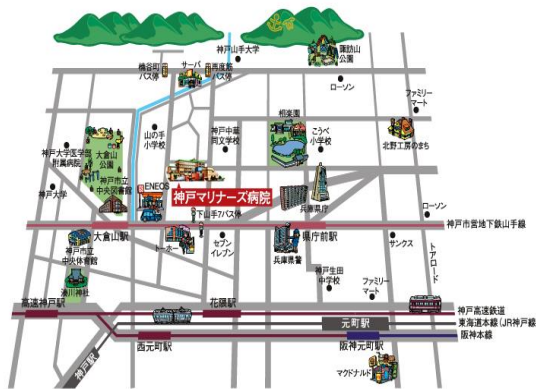 神戸山手大学
諏訪山
公園
楠谷町
バス停
サーパ
再度筋
バス停
ローソン
ファミリー
マート
相楽園
山の手
小学校
神戸中華
同文学校
こうべ
小学校
北野工房のまち
神戸大学医学部
附属病院
大倉山
公園
神戸大学
神戸市立
中央図書館
ENEOS
神戸マリナーズ病院
下山手7バス停
兵庫県庁
ローソン
神戸市営地下鉄山手線
大倉山駅
県庁前駅
神戸市立
中央体育館
トーホー
セブン
イレブン
兵庫県警
サンクス
トアロード
湊川神社
神戸生田
中学校
ファミリー
マート
高速神戸駅
花隈駅
神戸高速鉄道
元町駅
東海道本線(JR神戸線
阪神本線
神戸駅
西元町駅
阪神元町駅
マクドナルド